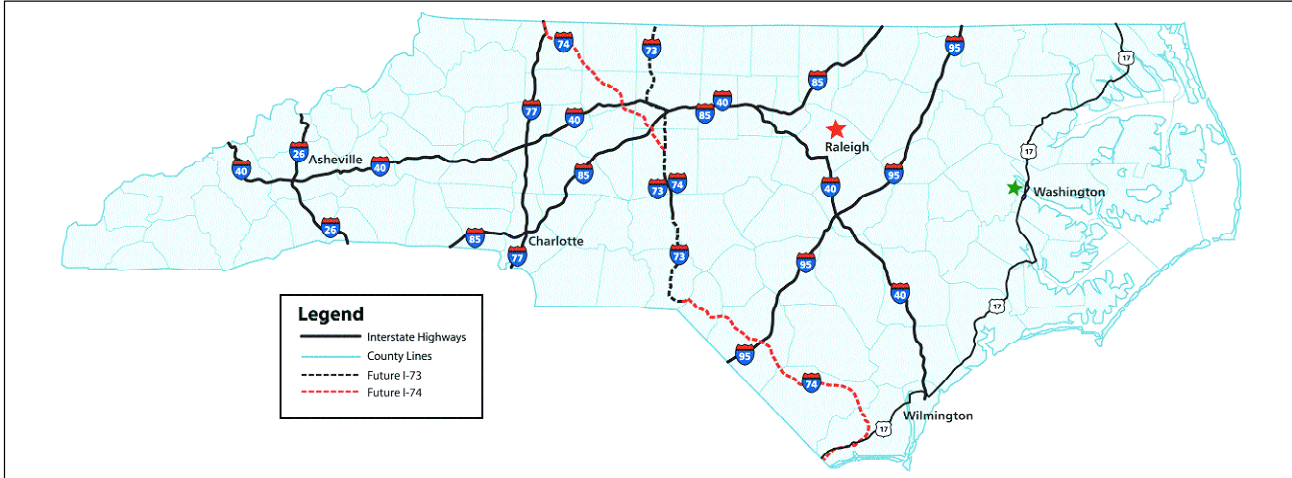 74
73
95
17
85
77
40
40
85
Raleigh
17
26
Asheville
40
40
85
73
74
40
95
Washington
26
85
Charlotte
77
73
95
40
17
Legend
Interstate Highways
County Lines
Future I-73
Future I-74
95
74
Wilmington
17